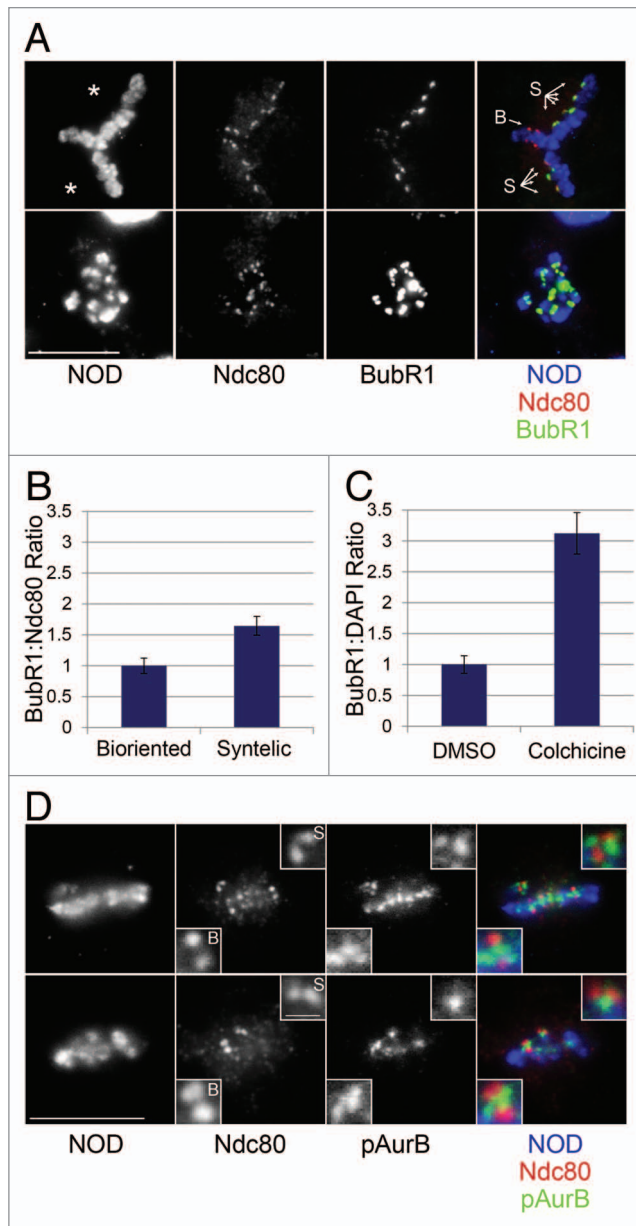 A
* S
B
* S
NOD Ndc80 BubR1 NOD
Ndc80
BubR1
B
BubR1:Ndc80 Ratio
3.5
3
2.5
2
1.5
1
0.5
0
Bioriented Syntelic
C
BubR1:DAPI Ratio
3.5
3
2.5
2
1.5
1
0.5
0
DMSO Colchicine
D
S
B
S
B
NOD Ndc80 pAurB NOD
Ndc80
pAurB